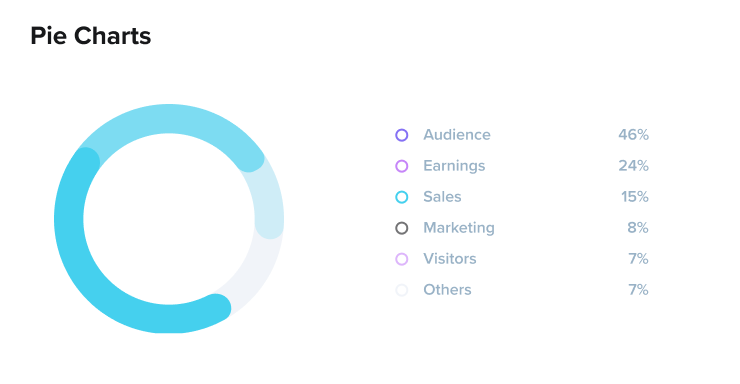 Pie Charts
Audience 46%
Earnings 24%
Sales 15%
Marketing 8%
Visitors 7%
Others 7%